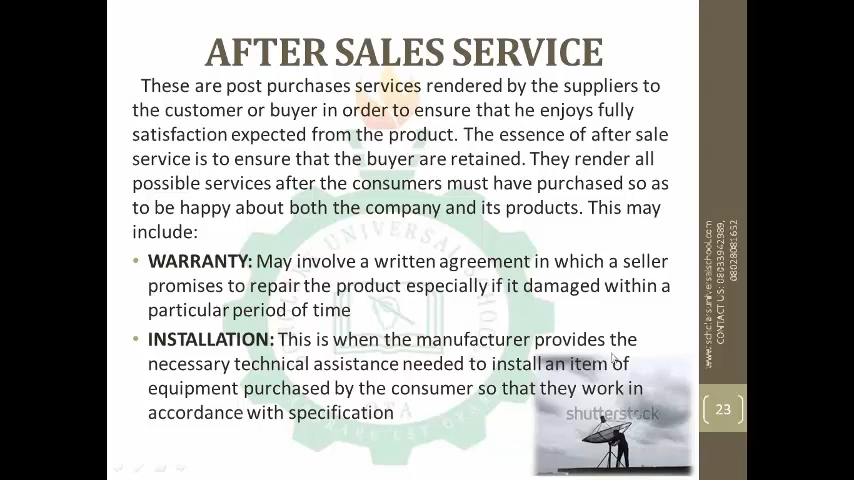 AFTER SALES SERVICE
These are post purchases services rendered by the suppliers to
the customer or buyer in order to ensure that he enjoys fully
satisfaction expected from the product. The essence of after sale
service is to ensure that the buyer are retained. They render all
possible services after the consumers must have purchased so as
to be happy about both the company and its products. This may
include:
• WARRANTY: May involve a written agreement in which a seller
promises to repair the product especially if it damaged within a
particular period of time
• INSTALLATION: This is when the manufacturer provides the
necessary technical assistance needed to install an item of
equipment purchased by the consumer so that they work in
accordance with specification
shutterstock
www.scholarsuniversalschool.com
CONTACT US: 08033942989,
08028081652
23
UNIVERSAL
OTA